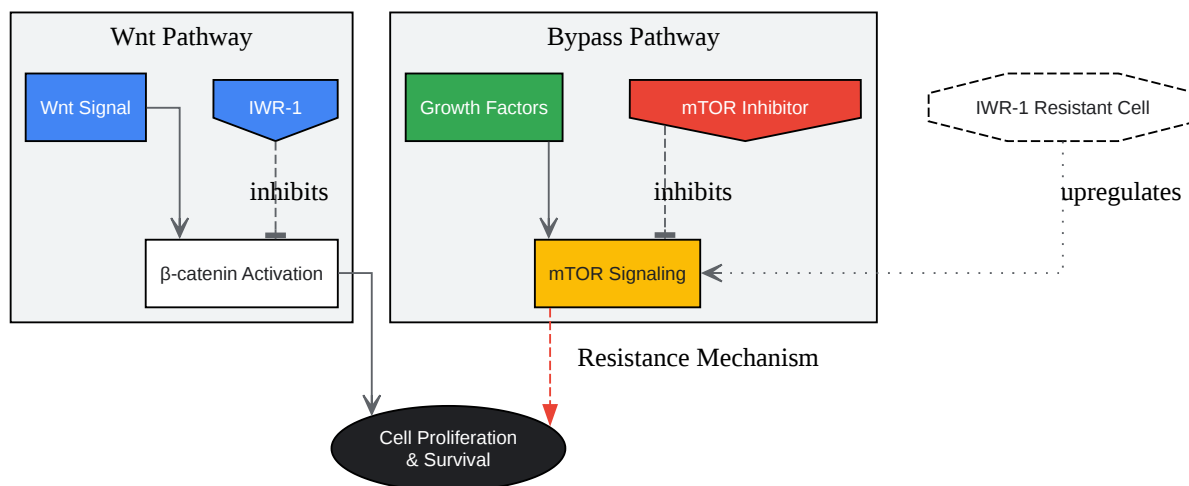 Wnt Pathway
Bypass Pathway
Wnt Signal
IWR-1
Growth Factors
mTOR Inhibitor
IWR-1 Resistant Cell
inhibits
inhibits
upregulates
β-catenin Activation
mTOR Signaling
Resistance Mechanism
Cell Proliferation
& Survival